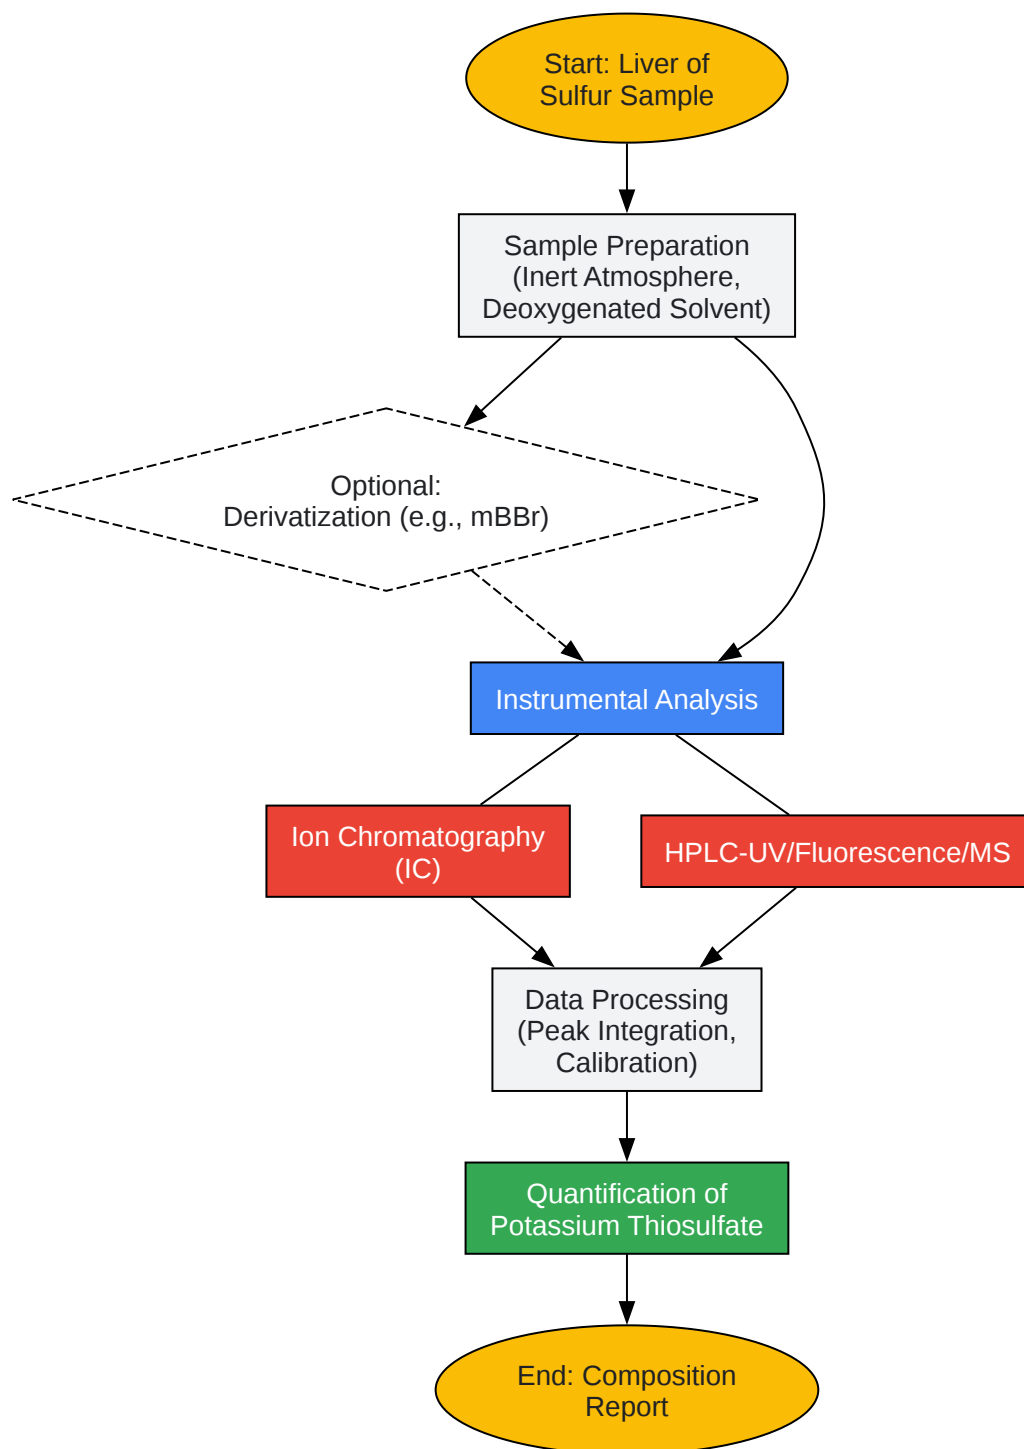 Start: Liver of
Sulfur Sample
Sample Preparation
(Inert Atmosphere,
Deoxygenated Solvent)
Optional:
Derivatization (e.g., mBBr)
Instrumental Analysis
Ion Chromatography
(IC)
HPLC-UV/Fluorescence/MS
Data Processing
(Peak Integration,
Calibration)
Quantification of
Potassium Thiosulfate
End: Composition
Report